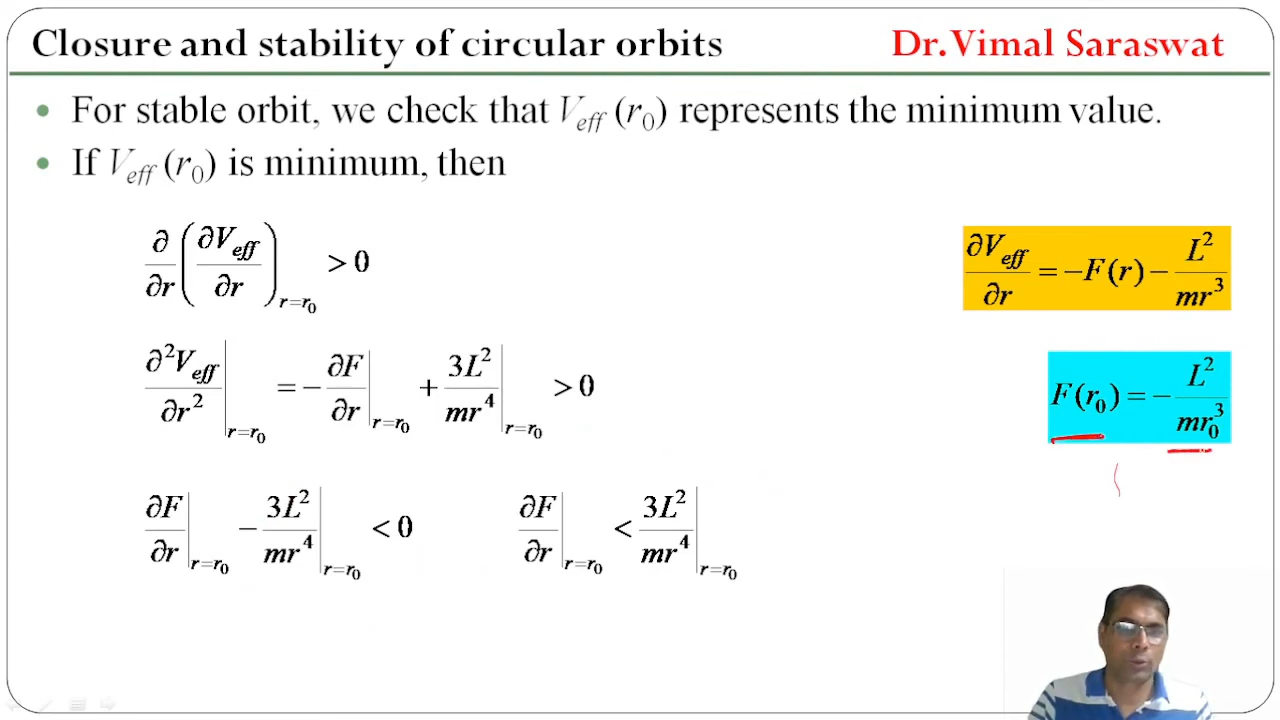 Closure and stability of circular orbits Dr. Vimal Saraswat
• For stable orbit, we check that V_eff (r_0) represents the minimum value.
• If V_eff (r_0) is minimum, then
∂/∂r (∂V_eff/∂r)_{r=r_0} > 0
∂V_eff/∂r = −F(r) − L²/mr³
∂²V_eff/∂r² |_{r=r_0} = − ∂F/∂r |_{r=r_0} + 3L²/mr⁴ |_{r=r_0} > 0
F(r_0) = − L²/mr_0³
∂F/∂r |_{r=r_0} − 3L²/mr⁴ |_{r=r_0} < 0 ∂F/∂r |_{r=r_0} < 3L²/mr⁴ |_{r=r_0}